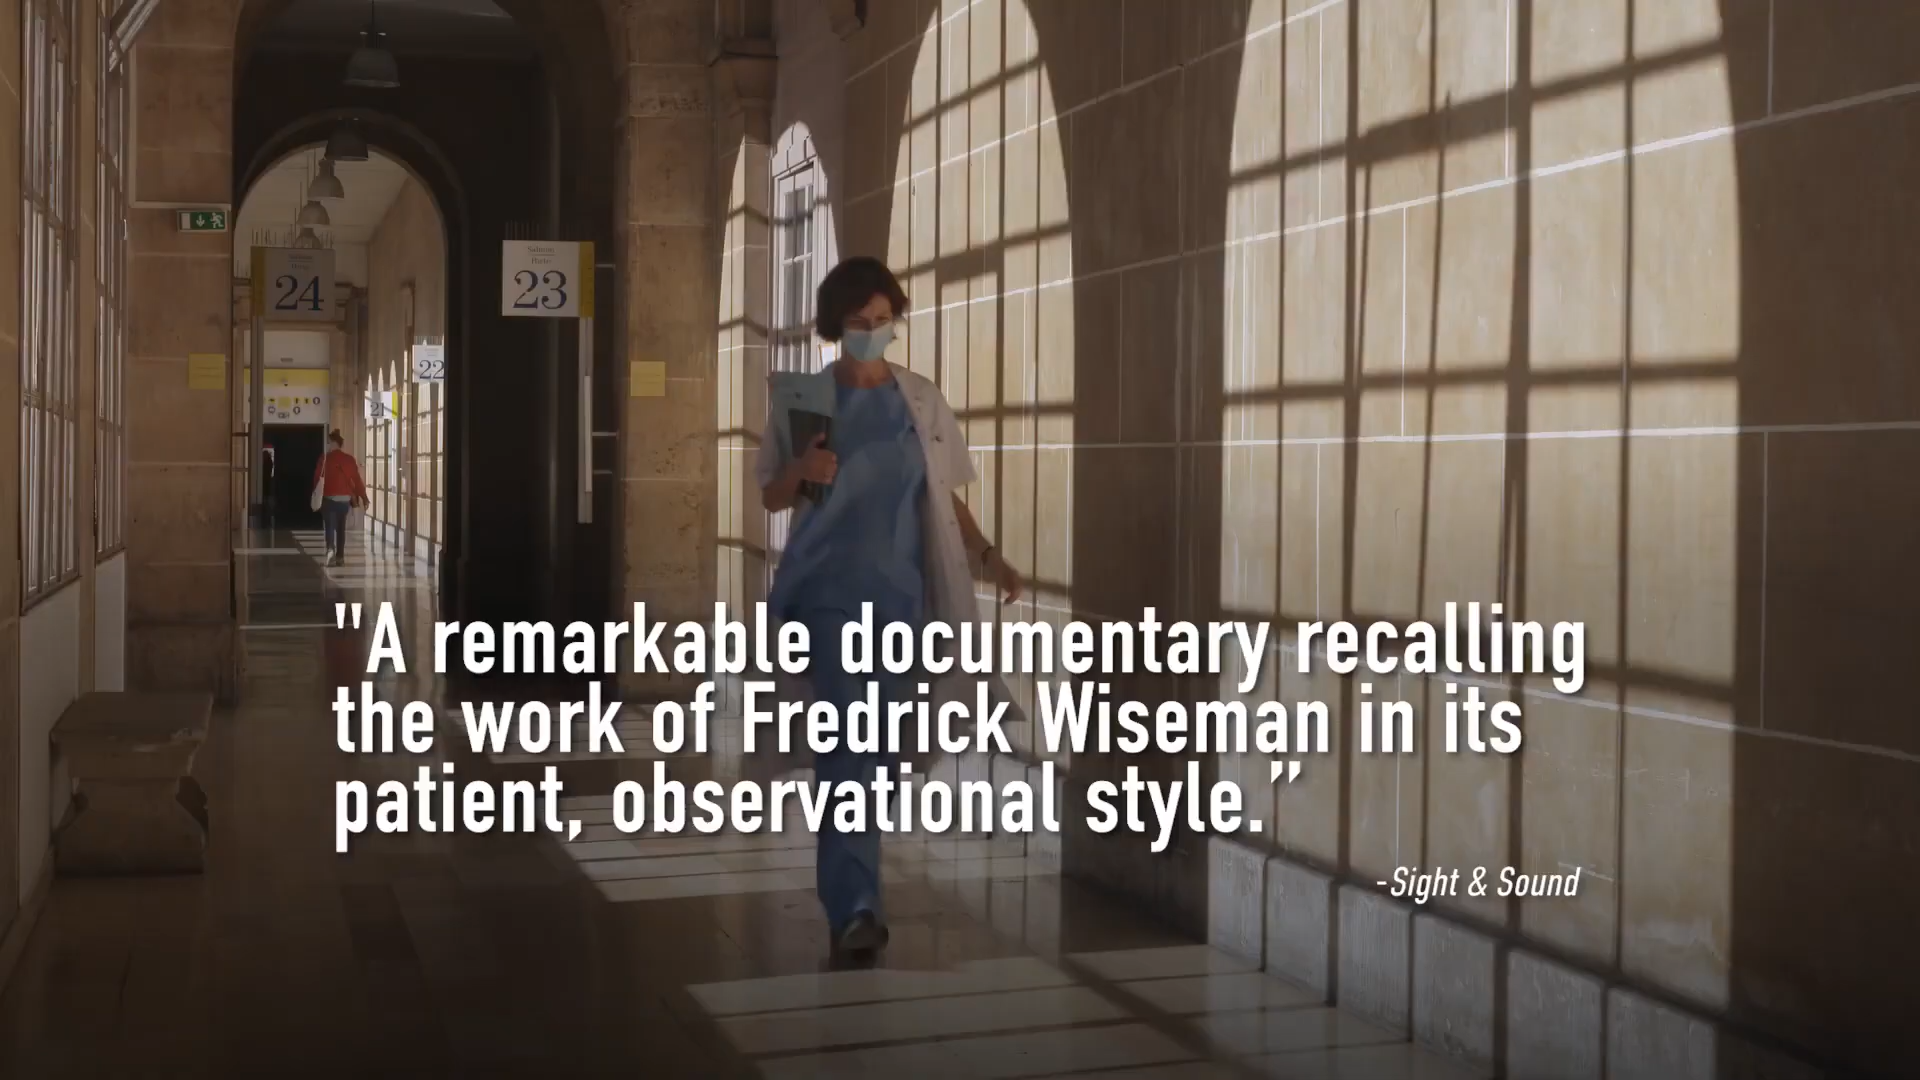 24
23
22
21
"A remarkable documentary recalling
the work of Fredrick Wiseman in its
patient, observational style.”
-Sight & Sound